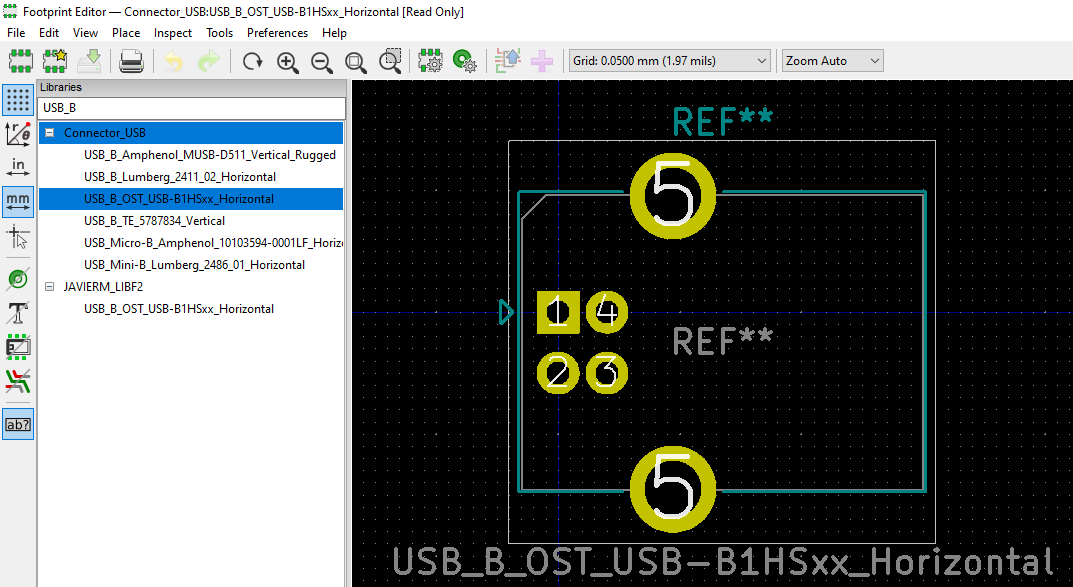 Footprint Editor — Connector_USB:USB_B_OST_USB-B1HSxx_Horizontal [Read Only]
File Edit View Place Inspect Tools Preferences Help
Grid: 0.0500 mm (1.97 mils) Zoom Auto
Libraries
USB_B
Connector_USB
USB_B_Amphenol_MUSB-D511_Vertical_Rugged
USB_B_Lumberg_2411_02_Horizontal
USB_B_OST_USB-B1HSxx_Horizontal
USB_B_TE_5787834_Vertical
USB_Micro-B_Amphenol_10103594-0001LF_Horiz
USB_Mini-B_Lumberg_2486_01_Horizontal
JAVIERM_LIBF2
USB_B_OST_USB-B1HSxx_Horizontal
in
mm
T
ab?
REF**
5
1 4
REF**
2 3
5
USB_B_OST_USB-B1HSxx_Horizontal